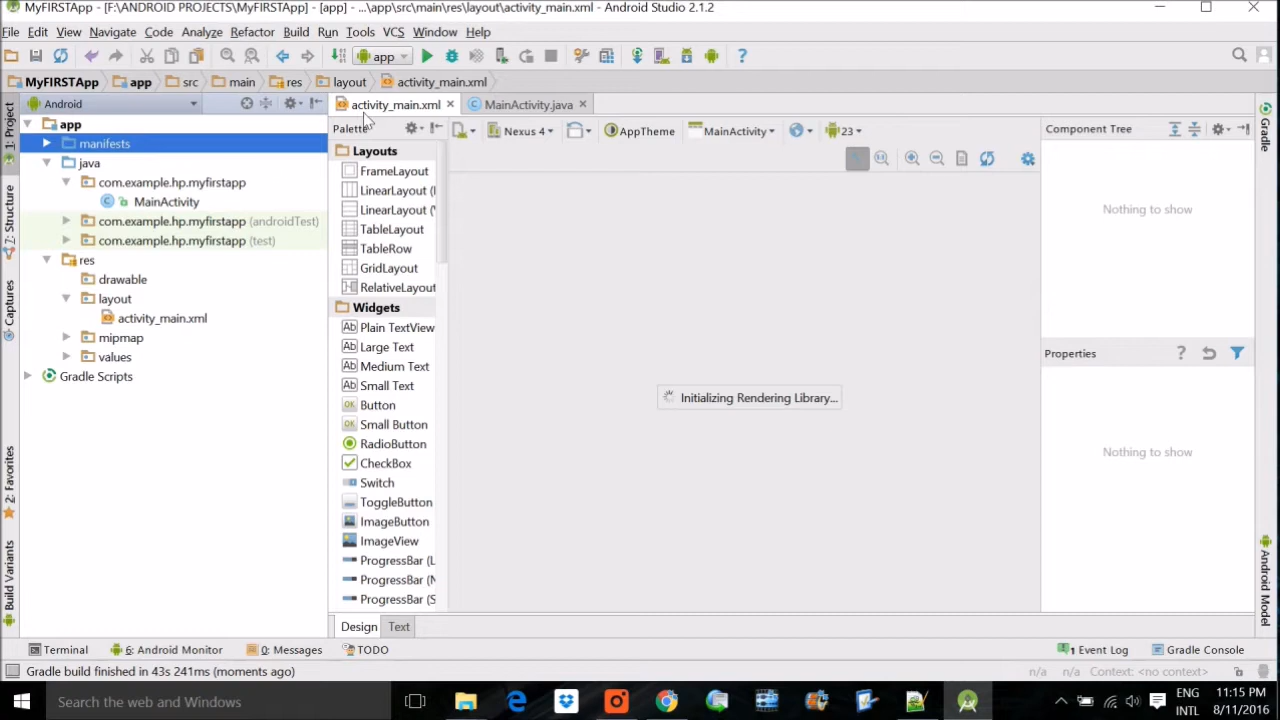 MyFIRSTApp - [F:\ANDROID PROJECTS\MyFIRSTApp] - [app] - ...\app\src\main\res\layout\activity_main.xml - Android Studio 2.1.2
File Edit View Navigate Code Analyze Refactor Build Run Tools VCS Window Help
app
MyFIRSTApp app src main res layout activity_main.xml
Android
activity_main.xml MainActivity.java
1: Project
7: Structure
Captures
2: Favorites
Build Variants
app
manifests
java
com.example.hp.myfirstapp
MainActivity
com.example.hp.myfirstapp (androidTest)
com.example.hp.myfirstapp (test)
res
drawable
layout
activity_main.xml
mipmap
values
Gradle Scripts
Palette
Nexus 4 AppTheme MainActivity 23
Layouts
FrameLayout
LinearLayout (
LinearLayout (
TableLayout
TableRow
GridLayout
RelativeLayout
Widgets
Plain TextView
Large Text
Medium Text
Small Text
Button
Small Button
RadioButton
CheckBox
Switch
ToggleButton
ImageButton
ImageView
ProgressBar (L
ProgressBar (N
ProgressBar (S
Initializing Rendering Library...
Component Tree
Nothing to show
Properties
Nothing to show
Gradle
Android Model
Design Text
Terminal 6: Android Monitor 0: Messages TODO 1 Event Log Gradle Console
Gradle build finished in 43s 241ms (moments ago) n/a n/a Context: <no context>
Search the web and Windows
ENG 11:15 PM
INTL 8/11/2016